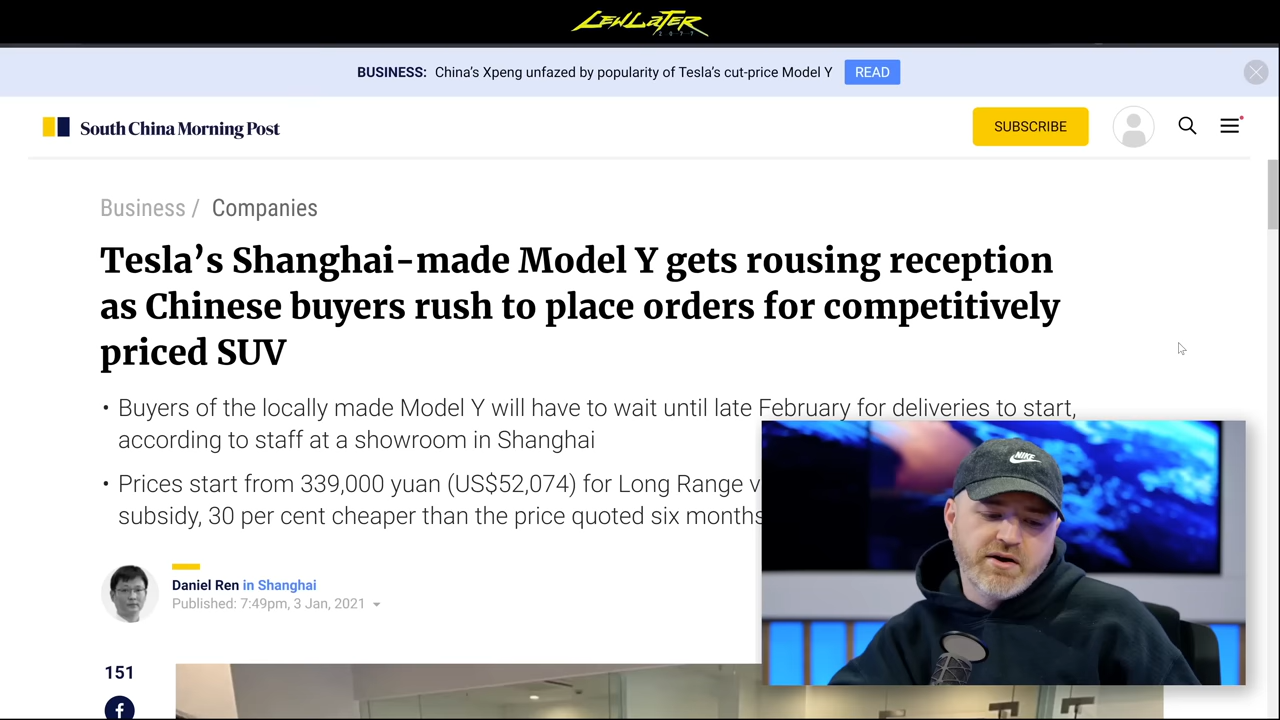 LEWLATER
2077
BUSINESS: China's Xpeng unfazed by popularity of Tesla's cut-price Model Y READ
South China Morning Post
SUBSCRIBE
Business / Companies
Tesla's Shanghai-made Model Y gets rousing reception
as Chinese buyers rush to place orders for competitively
priced SUV
• Buyers of the locally made Model Y will have to wait until late February for deliveries to start,
according to staff at a showroom in Shanghai
• Prices start from 339,000 yuan (US$52,074) for Long Range
subsidy, 30 per cent cheaper than the price quoted six months
NIKE
Daniel Ren in Shanghai
Published: 7:49pm, 3 Jan, 2021
151
f